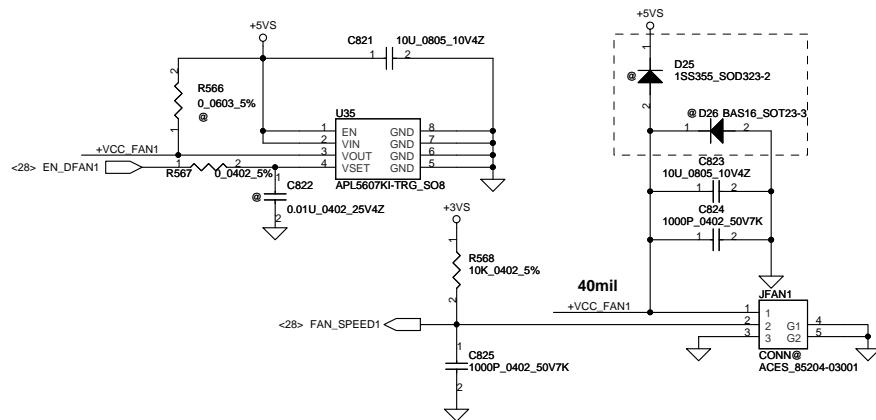 +5VS
C821
10U_0805_10V4Z
1
2
2
R566
0_0603_5%
@
1
U35
1 EN GND 8
2 VIN GND 7
3 VOUT GND 6
4 VSET GND 5
APL5607KI-TRG_SO8
+VCC_FAN1
<28> EN_DFAN1
1 2
R567 0_0402_5%
1
C822
@
0.01U_0402_25V4Z
2
+5VS
1
D25
1SS355_SOD323-2
@
2
@ D26 BAS16_SOT23-3
1 2
C823
10U_0805_10V4Z
1 2
C824
1000P_0402_50V7K
1 2
+3VS
1
R568
10K_0402_5%
2
40mil
+VCC_FAN1
<28> FAN_SPEED1
JFAN1
1 1
2 2 G1 4
3 3 G2 5
CONN@
ACES_85204-03001
1
C825
1000P_0402_50V7K
2